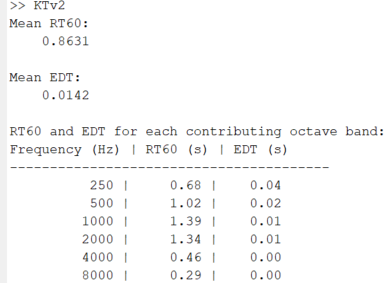 >> KTv2
Mean RT60:
0.8631
Mean EDT:
0.0142
RT60 and EDT for each contributing octave band:
Frequency (Hz) | RT60 (s) | EDT (s)
----------------------------------------
250 | 0.68 | 0.04
500 | 1.02 | 0.02
1000 | 1.39 | 0.01
2000 | 1.34 | 0.01
4000 | 0.46 | 0.00
8000 | 0.29 | 0.00